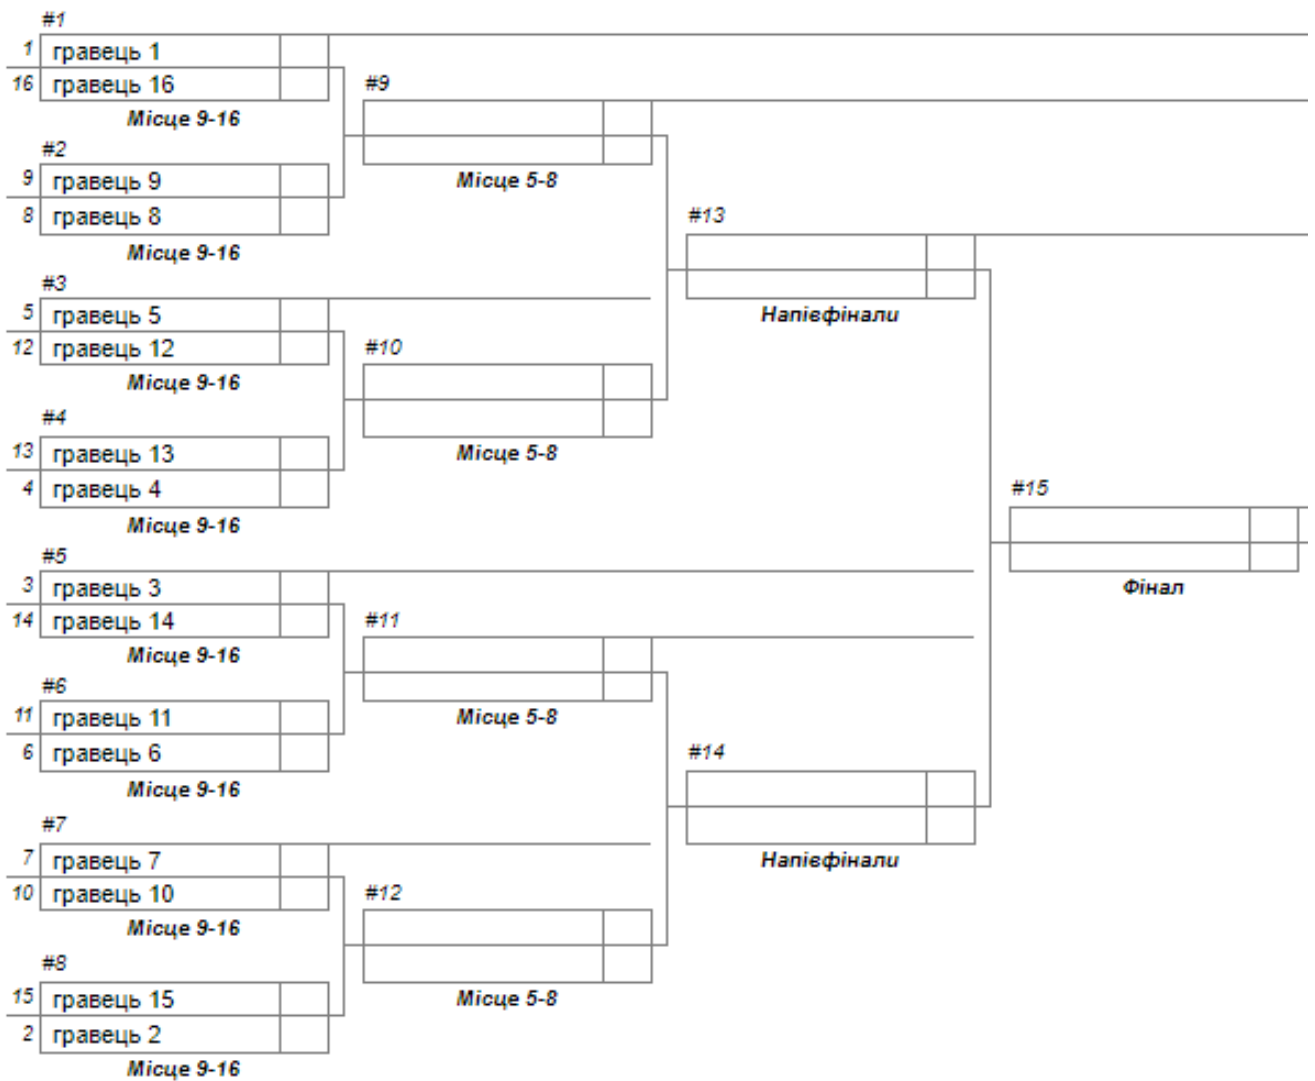 #1
1 гравець 1
16 гравець 16
Місце 9-16
#2
9 гравець 9
8 гравець 8
Місце 9-16
#3
5 гравець 5
12 гравець 12
Місце 9-16
#4
13 гравець 13
4 гравець 4
Місце 9-16
#5
3 гравець 3
14 гравець 14
Місце 9-16
#6
11 гравець 11
6 гравець 6
Місце 9-16
#7
7 гравець 7
10 гравець 10
Місце 9-16
#8
15 гравець 15
2 гравець 2
Місце 9-16
#9
Місце 5-8
#10
Місце 5-8
#11
Місце 5-8
#12
Місце 5-8
#13
Напівфінали
#14
Напівфінали
#15
Фінал